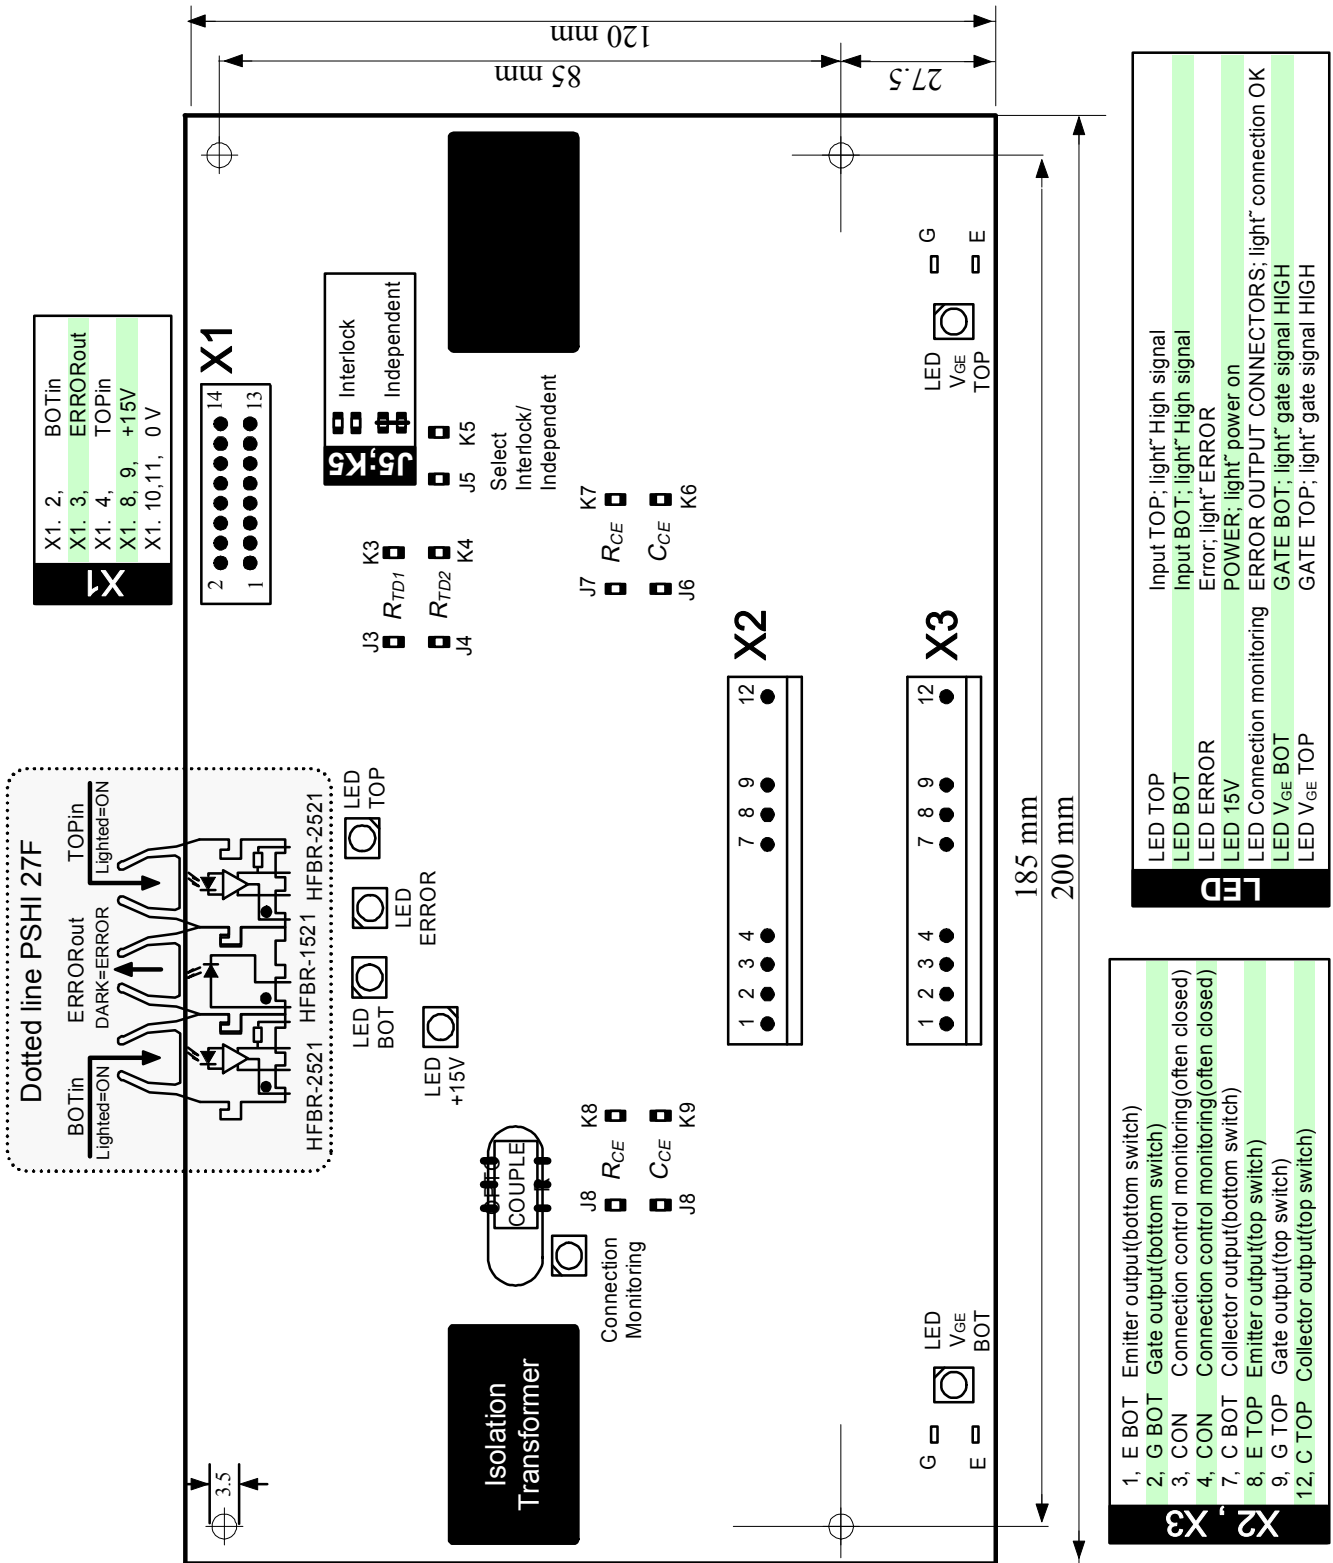 Dotted line PSHI 27F
BOTin
Lighted=ON
ERRORout
DARK=ERROR
TOPin
Lighted=ON
HFBR-2521
HFBR-1521
HFBR-2521
X1
X1. 2, BOTin
X1. 3, ERRORout
X1. 4, TOPin
X1. 8, 9, +15V
X1. 10,11, 0 V
3.5
2
14
1
13
X1
LED
BOT
LED
ERROR
LED
TOP
LED
+15V
J3
K3
RTD1
RTD2
J4
K4
J5;K5
Interlock
Independent
J5
K5
Select
Interlock/
Independent
Isolation
Transformer
COUPLE
Connection
Monitoring
J8
K8
RCE
CCE
J8
K9
J7
K7
RCE
CCE
J6
K6
1 2 3 4 7 8 9 12
X2
1 2 3 4 7 8 9 12
X3
G
E
LED
VGE
BOT
LED
VGE
TOP
G
E
120 mm
85 mm
27.5
185 mm
200 mm
X2 , X3
1, E BOT Emitter output(bottom switch)
2, G BOT Gate output(bottom switch)
3, CON Connection control monitoring(often closed)
4, CON Connection control monitoring(often closed)
7, C BOT Collector output(bottom switch)
8, E TOP Emitter output(top switch)
9, G TOP Gate output(top switch)
12, C TOP Collector output(top switch)
LED
LED TOP Input TOP; light˜ High signal
LED BOT Input BOT; light˜ High signal
LED ERROR Error; light˜ ERROR
LED 15V POWER; light˜ power on
LED Connection monitoring ERROR OUTPUT CONNECTORS; light˜ connection OK
LED VGE BOT GATE BOT; light˜ gate signal HIGH
LED VGE TOP GATE TOP; light˜ gate signal HIGH